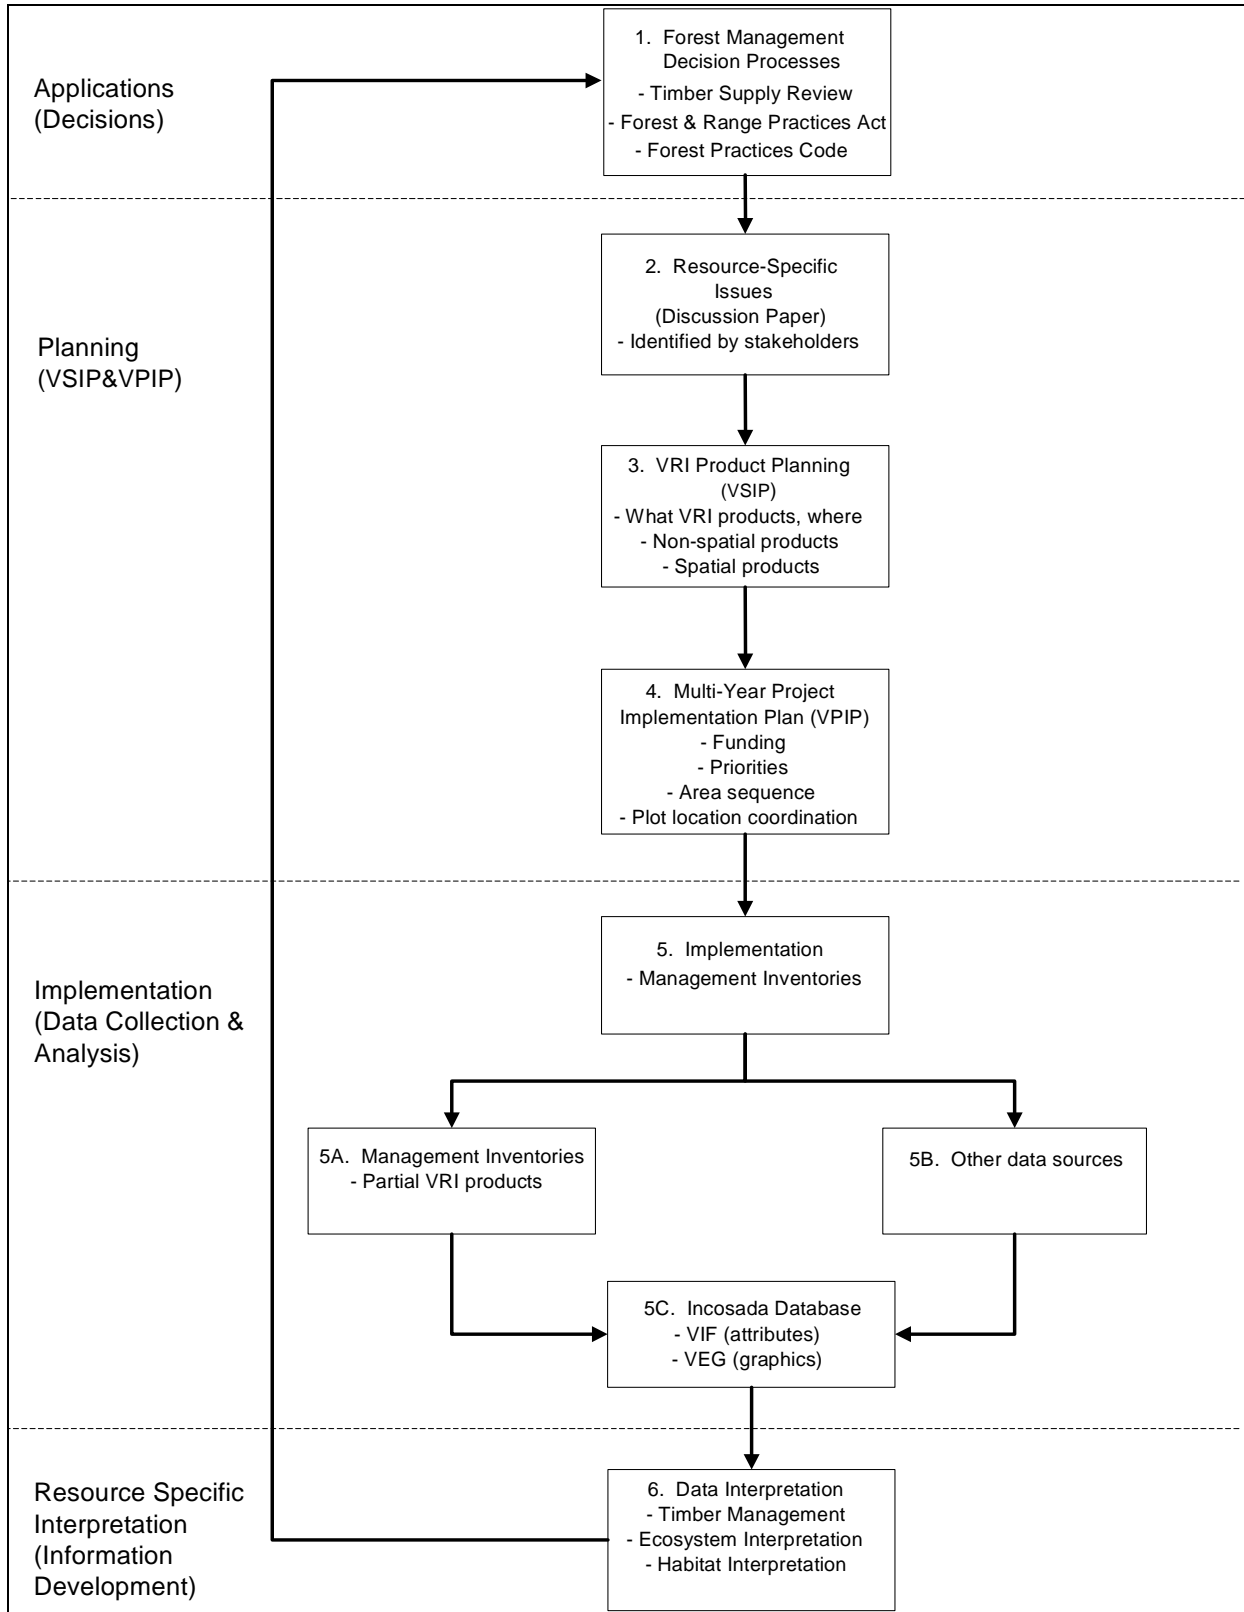 Applications
(Decisions)
1. Forest Management
Decision Processes
- Timber Supply Review
- Forest & Range Practices Act
- Forest Practices Code
Planning
(VSIP&VPIP)
2. Resource-Specific
Issues
(Discussion Paper)
- Identified by stakeholders
3. VRI Product Planning
(VSIP)
- What VRI products, where
- Non-spatial products
- Spatial products
4. Multi-Year Project
Implementation Plan (VPIP)
- Funding
- Priorities
- Area sequence
- Plot location coordination
Implementation
(Data Collection &
Analysis)
5. Implementation
- Management Inventories
5A. Management Inventories
- Partial VRI products
5B. Other data sources
5C. Incosada Database
- VIF (attributes)
- VEG (graphics)
Resource Specific
Interpretation
(Information
Development)
6. Data Interpretation
- Timber Management
- Ecosystem Interpretation
- Habitat Interpretation